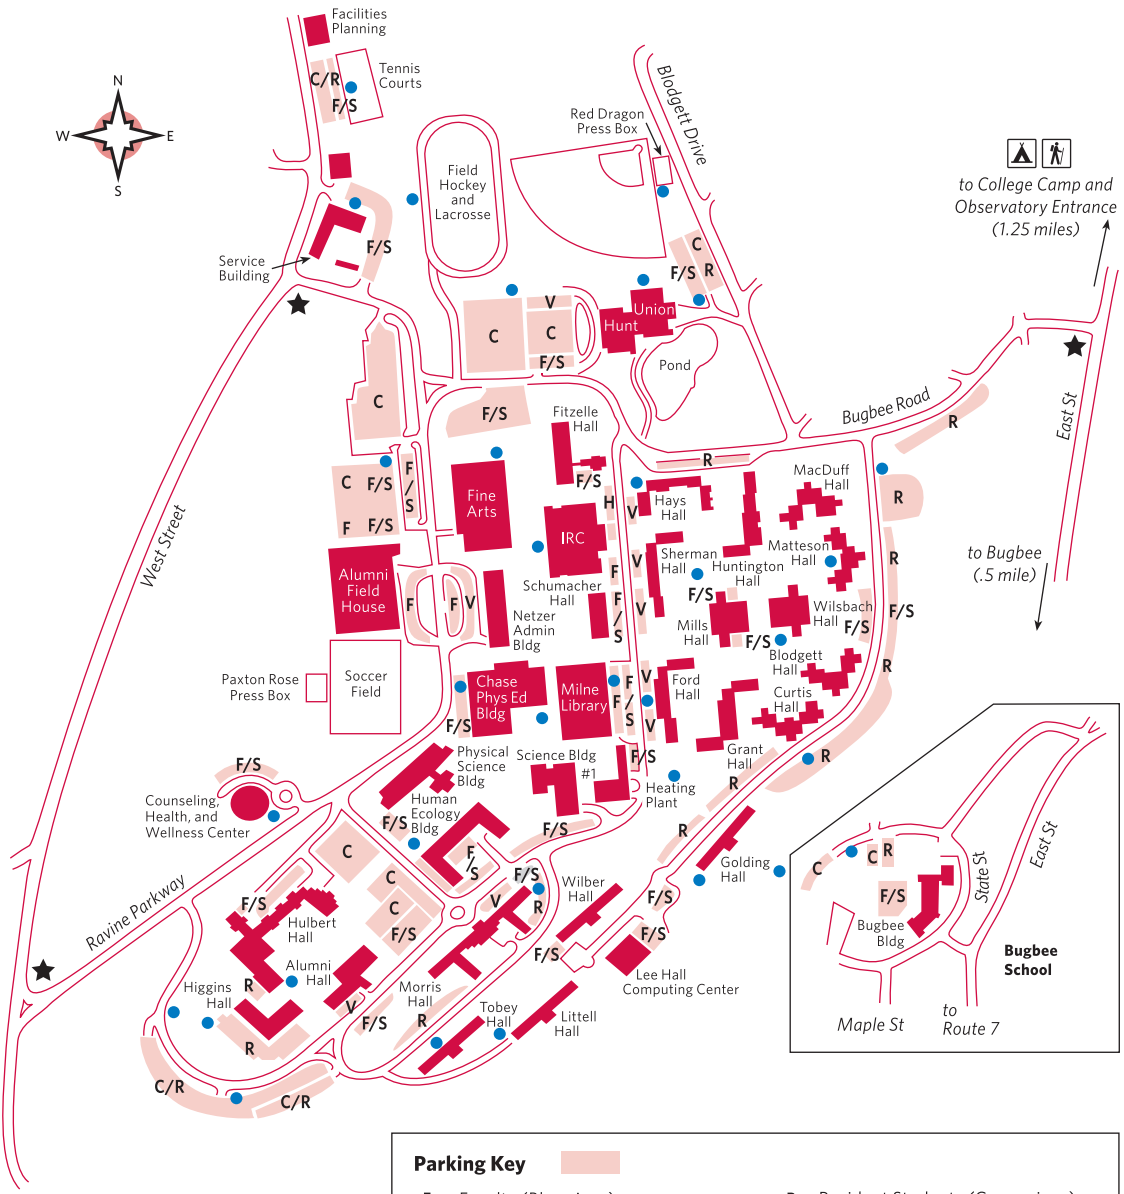 Facilities
Planning
C/R
F/S
Tennis
Courts
N
W
E
S
Red Dragon
Press Box
Blodgett Drive
Field
Hockey
and
Lacrosse
to College Camp and
Observatory Entrance
(1.25 miles)
Service
Building
F/S
C
F/S
R
V
C
C
F/S
Hunt
Union
Pond
C
F/S
Fitzelle
Hall
Bugbee Road
R
East St
West Street
C
F/S
F
F/S
F
/
S
Fine
Arts
F/S
IRC
H
V
R
Hays
Hall
MacDuff
Hall
R
Sherman
Hall
Huntington
Hall
Matteson
Hall
R
to Bugbee
(.5 mile)
Alumni
Field
House
F
F
V
Netzer
Admin
Bldg
Schumacher
Hall
F
V
F
/
S
V
F/S
Mills
Hall
F/S
Wilsbach
Hall
F/S
F/S
Paxton Rose
Press Box
Soccer
Field
F/S
Chase
Phys Ed
Bldg
Milne
Library
F
F
/
S
V
V
Ford
Hall
Blodgett
Hall
Curtis
Hall
R
Grant
Hall
R
R
F/S
Physical
Science
Bldg
Science Bldg
#1
F/S
Heating
Plant
F/S
Counseling,
Health, and
Wellness Center
Human
Ecology
Bldg
F/S
F/S
R
Golding
Hall
C
C
C
F/S
F
/
S
F/S
V
R
Wilber
Hall
F/S
F/S
F/S
Ravine Parkway
F/S
Hulbert
Hall
Alumni
Hall
R
Higgins
Hall
R
V
F/S
Morris
Hall
R
Tobey
Hall
Littell
Hall
Lee Hall
Computing Center
C/R
C/R
C
C
R
F/S
Bugbee
Bldg
State St
East St
Bugbee
School
Maple St
to
Route 7
Parking Key